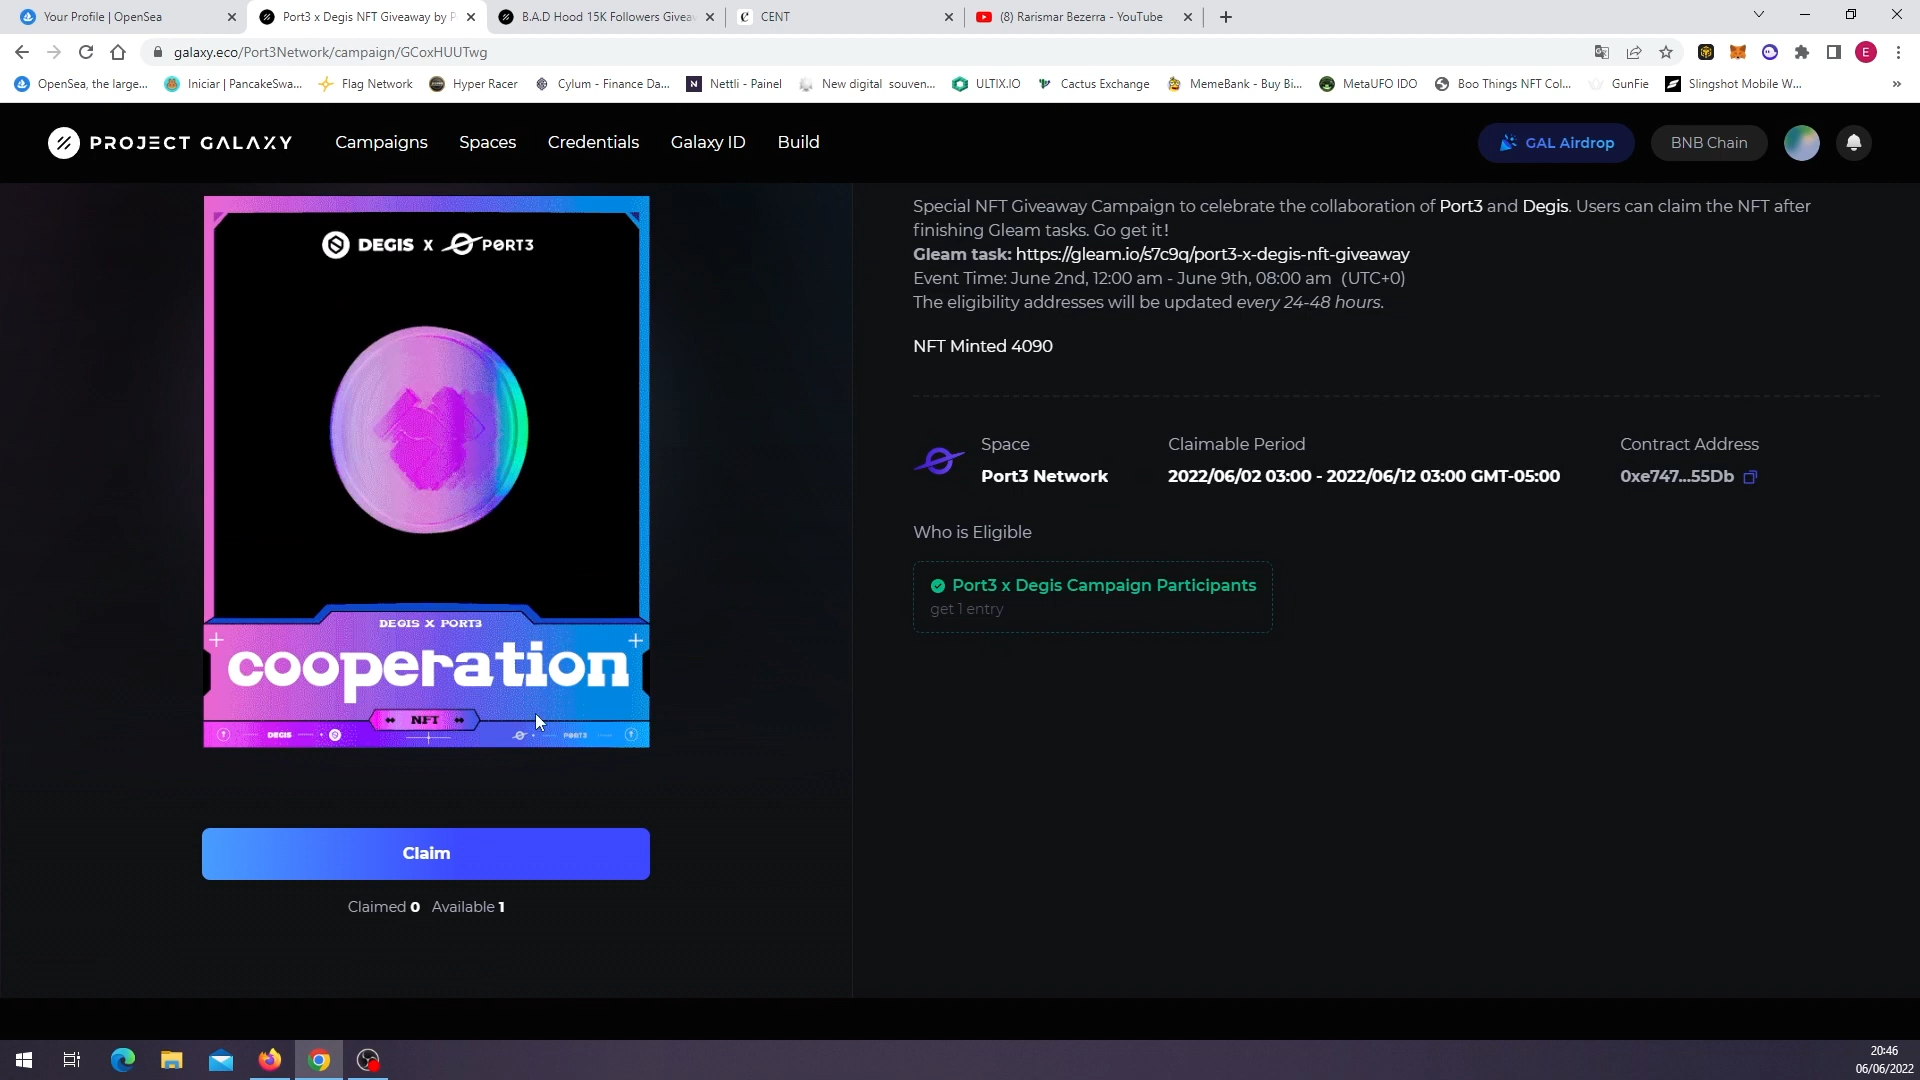 Your Profile | OpenSea
Port3 x Degis NFT Giveaway by P
B.A.D Hood 15K Followers Giveaw
CENT
(8) Rarismar Bezerra - YouTube
galaxy.eco/Port3Network/campaign/GCoxHUUTwg
E
OpenSea, the large...
Iniciar | PancakeSwa...
Flag Network
Hyper Racer
Cylum - Finance Da...
Nettli - Painel
New digital souven...
ULTIX.IO
Cactus Exchange
MemeBank - Buy Bi...
MetaUFO IDO
Boo Things NFT Col...
GunFie
Slingshot Mobile W...
»
PROJECT GALAXY
Campaigns
Spaces
Credentials
Galaxy ID
Build
GAL Airdrop
BNB Chain
DEGIS X PORT3
DEGIS X PORT3
cooperation
NFT
DEGIS
PORT3
Claim
Claimed 0 Available 1
Special NFT Giveaway Campaign to celebrate the collaboration of Port3 and Degis. Users can claim the NFT after
finishing Gleam tasks. Go get it!
Gleam task: https://gleam.io/s7c9q/port3-x-degis-nft-giveaway
Event Time: June 2nd, 12:00 am - June 9th, 08:00 am (UTC+0)
The eligibility addresses will be updated every 24-48 hours.
NFT Minted 4090
Space
Port3 Network
Claimable Period
2022/06/02 03:00 - 2022/06/12 03:00 GMT-05:00
Contract Address
0xe747...55Db
Who is Eligible
Port3 x Degis Campaign Participants
get 1 entry
20:46
06/06/2022